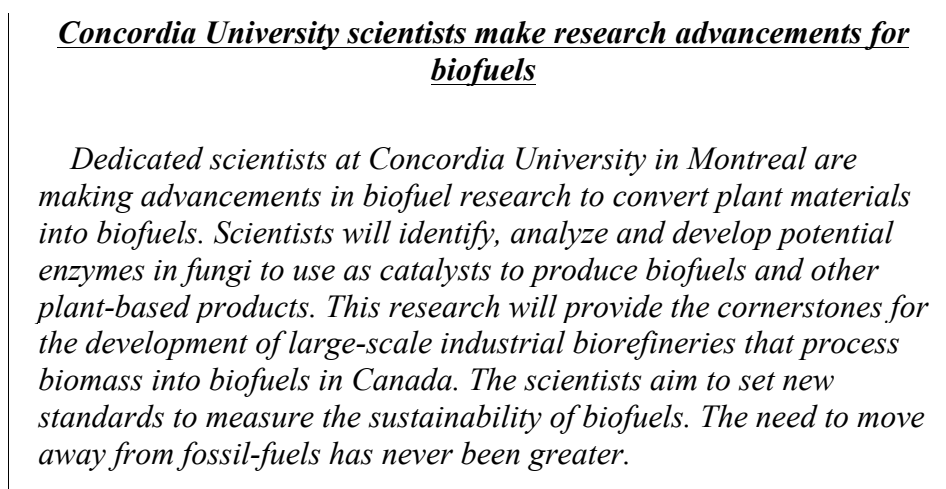 Concordia University scientists make research advancements for
biofuels
Dedicated scientists at Concordia University in Montreal are
making advancements in biofuel research to convert plant materials
into biofuels. Scientists will identify, analyze and develop potential
enzymes in fungi to use as catalysts to produce biofuels and other
plant-based products. This research will provide the cornerstones for
the development of large-scale industrial biorefineries that process
biomass into biofuels in Canada. The scientists aim to set new
standards to measure the sustainability of biofuels. The need to move
away from fossil-fuels has never been greater.